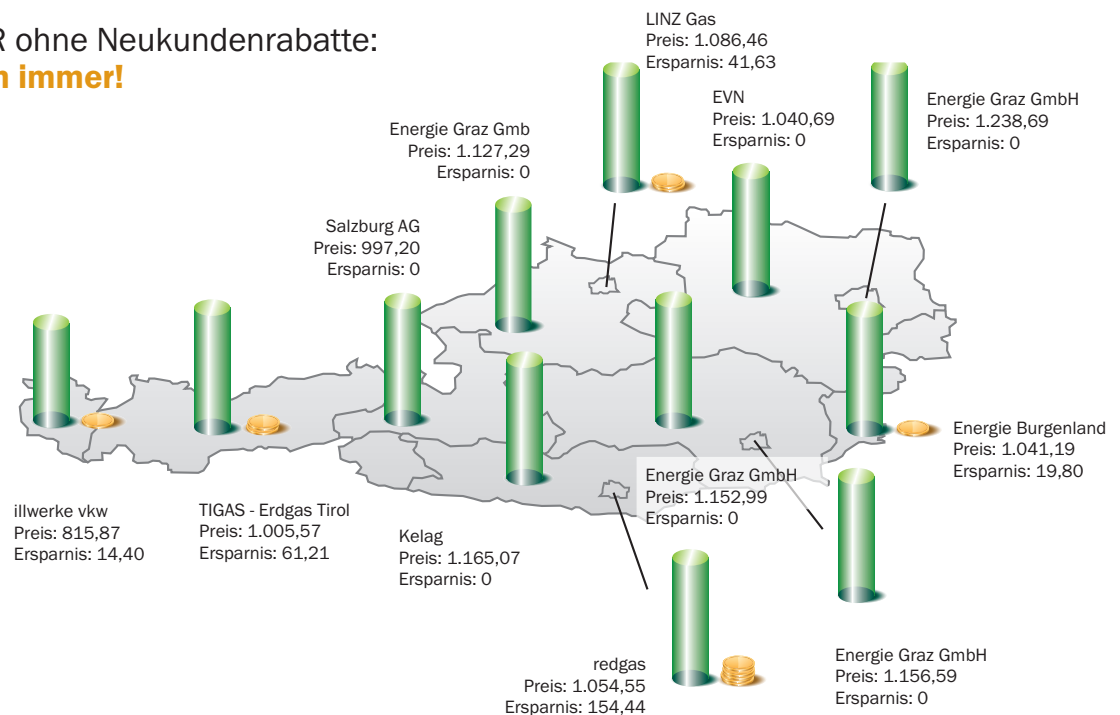 R ohne Neukundenrabatte:
n immer!
LINZ Gas
Preis: 1.086,46
Ersparnis: 41,63
EVN
Preis: 1.040,69
Ersparnis: 0
Energie Graz GmbH
Preis: 1.238,69
Ersparnis: 0
Energie Graz Gmb
Preis: 1.127,29
Ersparnis: 0
Salzburg AG
Preis: 997,20
Ersparnis: 0
Energie Burgenland
Preis: 1.041,19
Ersparnis: 19,80
Energie Graz GmbH
Preis: 1.152,99
Ersparnis: 0
illwerke vkw
Preis: 815,87
Ersparnis: 14,40
TIGAS - Erdgas Tirol
Preis: 1.005,57
Ersparnis: 61,21
Kelag
Preis: 1.165,07
Ersparnis: 0
redgas
Preis: 1.054,55
Ersparnis: 154,44
Energie Graz GmbH
Preis: 1.156,59
Ersparnis: 0